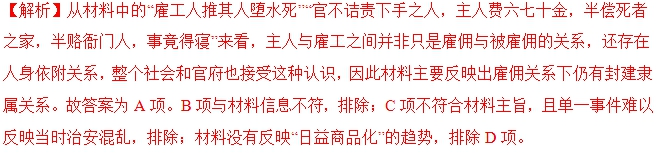 【解析】从材料中的“雇工人推其人堕水死”“官不诘责下手之人，主人费六七十金，半偿死者
之家，半赂衙门人，事竟得寝”来看，主人与雇工之间并非只是雇佣与被雇佣的关系，还存在
人身依附关系，整个社会和官府也接受这种认识，因此材料主要反映出雇佣关系下仍有封建隶
属关系。故答案为 A 项。B 项与材料信息不符，排除；C 项不符合材料主旨，且单一事件难以
反映当时治安混乱，排除；材料没有反映“日益商品化”的趋势，排除 D 项。